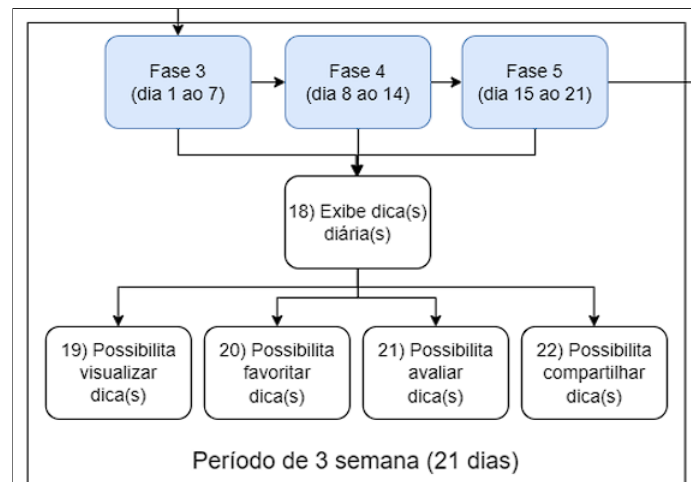 Fase 3
(dia 1 ao 7)
Fase 4
(dia 8 ao 14)
Fase 5
(dia 15 ao 21)
18) Exibe dica(s)
diária(s)
19) Possibilita
visualizar
dica(s)
20) Possibilita
favoritar
dica(s)
21) Possibilita
avaliar
dica(s)
22) Possibilita
compartilhar
dica(s)
Período de 3 semana (21 dias)